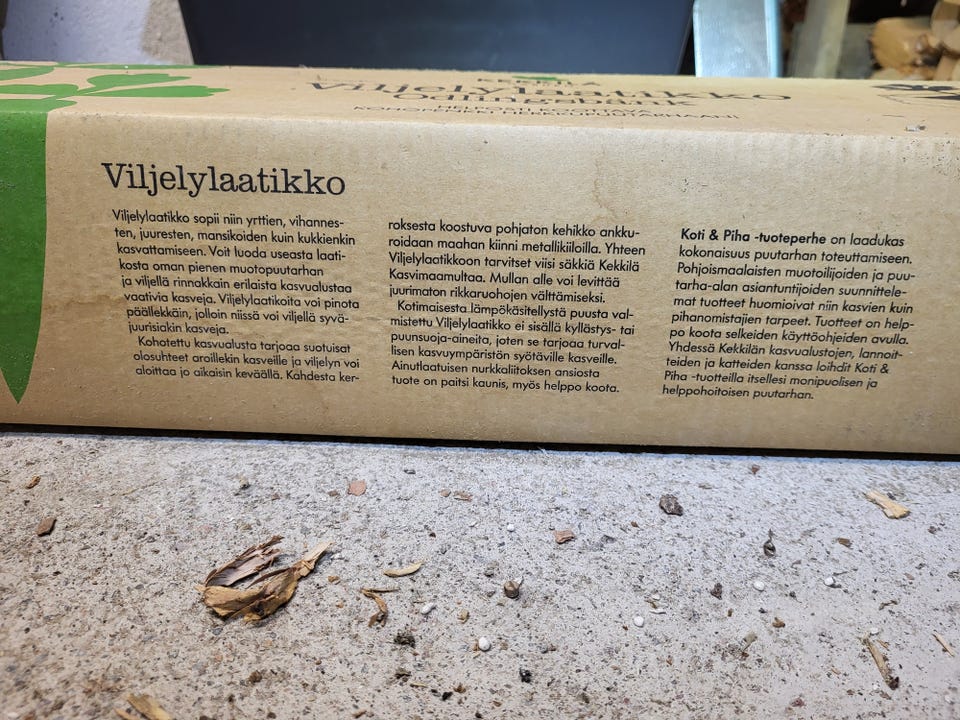 KEKKILÄ
Viljelylaatikko
Odlingsbänk
Viljelylaatikko
Viljelylaatikko sopii niin yrttien, vihannes-
ten, juuresten, mansikoiden kuin kukkienkin
kasvattamiseen. Voit luoda useasta laati-
kosta oman pienen muotopuutarhan
ja viljellä rinnakkain erilaista kasvualustaa
vaativia kasveja. Viljelylaatikoita voi pinota
päällekkäin, jolloin niissä voi viljellä syvä-
juurisiakin kasveja.
Kohotettu kasvualusta tarjoaa suotuisat
olosuhteet aroillekin kasveille ja viljelyn voi
aloittaa jo aikaisin keväällä. Kahdesta ker-
roksesta koostuva pohjaton kehikko ankku-
roidaan maahan kiinni metallikiiloilla. Yhteen
Viljelylaatikkoon tarvitset viisi säkkiä Kekkilä
Kasvimaamultaa. Mullan alle voi levittää
juurimaton rikkaruohojen välttämiseksi.
Kotimaisesta lämpökäsitellystä puusta val-
mistettu Viljelylaatikko ei sisällä kyllästys- tai
puunsuoja-aineita, joten se tarjoaa turval-
lisen kasvuympäristön syötäville kasveille.
Ainutlaatuisen nurkkaliitoksen ansiosta
tuote on paitsi kaunis, myös helppo koota.
Koti & Piha -tuoteperhe on laadukas
kokonaisuus puutarhan toteuttamiseen.
Pohjoismaalaisten muotoilijoiden ja puu-
tarha-alan asiantuntijoiden suunnittele-
mat tuotteet huomioivat niin kasvien kuin
pihanomistajien tarpeet. Tuotteet on help-
po koota selkeiden käyttöohjeiden avulla.
Yhdessä Kekkilän kasvualustojen, lannoit-
teiden ja katteiden kanssa loihdit Koti &
Piha -tuotteilla itsellesi monipuolisen ja
helppohoitoisen puutarhan.